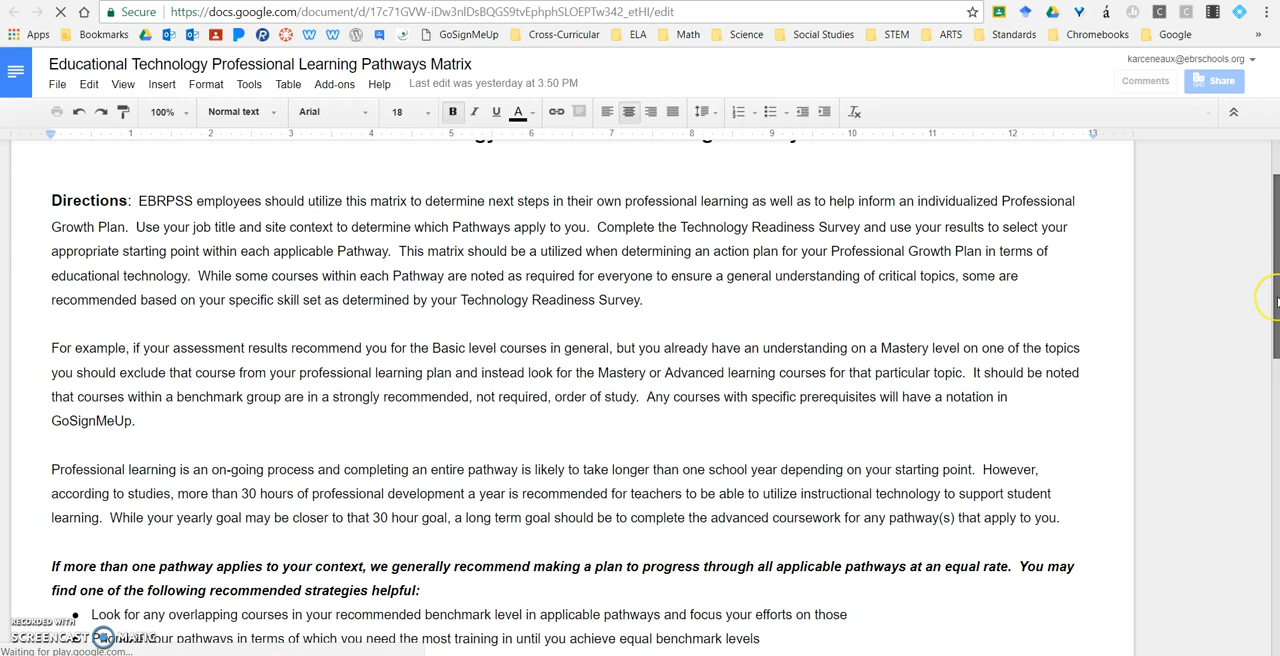 Secure
https://docs.google.com/document/d/17c71GVW-iDw3nIDsBQGS9tvEphphSLOEPTw342_etHI/edit
Apps Bookmarks GoSignMeUp Cross-Curricular ELA Math Science Social Studies STEM ARTS Standards Chromebooks Google »
Educational Technology Professional Learning Pathways Matrix
karceneaux@ebrschools.org
File Edit View Insert Format Tools Table Add-ons Help Last edit was yesterday at 3:50 PM
Comments Share
100% Normal text Arial 18 B I U A
1 2 3 4 5 6 7 8 9 10 11 12 13
Directions: EBRPSS employees should utilize this matrix to determine next steps in their own professional learning as well as to help inform an individualized Professional
Growth Plan. Use your job title and site context to determine which Pathways apply to you. Complete the Technology Readiness Survey and use your results to select your
appropriate starting point within each applicable Pathway. This matrix should be a utilized when determining an action plan for your Professional Growth Plan in terms of
educational technology. While some courses within each Pathway are noted as required for everyone to ensure a general understanding of critical topics, some are
recommended based on your specific skill set as determined by your Technology Readiness Survey.
For example, if your assessment results recommend you for the Basic level courses in general, but you already have an understanding on a Mastery level on one of the topics
you should exclude that course from your professional learning plan and instead look for the Mastery or Advanced learning courses for that particular topic. It should be noted
that courses within a benchmark group are in a strongly recommended, not required, order of study. Any courses with specific prerequisites will have a notation in
GoSignMeUp.
Professional learning is an on-going process and completing an entire pathway is likely to take longer than one school year depending on your starting point. However,
according to studies, more than 30 hours of professional development a year is recommended for teachers to be able to utilize instructional technology to support student
learning. While your yearly goal may be closer to that 30 hour goal, a long term goal should be to complete the advanced coursework for any pathway(s) that apply to you.
If more than one pathway applies to your context, we generally recommend making a plan to progress through all applicable pathways at an equal rate. You may
find one of the following recommended strategies helpful:
● Look for any overlapping courses in your recommended benchmark level in applicable pathways and focus your efforts on those
your pathways in terms of which you need the most training in until you achieve equal benchmark levels
RECORDED WITH
SCREENCAST MATIC
Waiting for play.google.com...